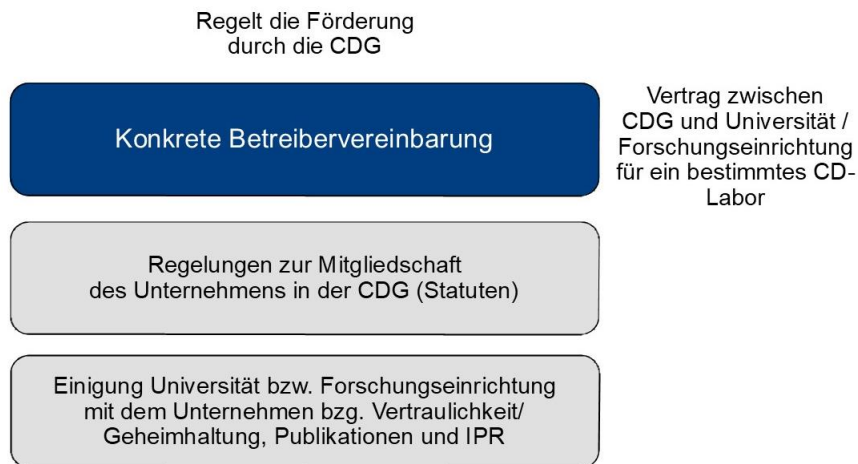 Regelt die Förderung
durch die CDG
Konkrete Betreibervereinbarung
Vertrag zwischen
CDG und Universität /
Forschungseinrichtung
für ein bestimmtes CD-
Labor
Regelungen zur Mitgliedschaft
des Unternehmens in der CDG (Statuten)
Einigung Universität bzw. Forschungseinrichtung
mit dem Unternehmen bzg. Vertraulichkeit/
Geheimhaltung, Publikationen und IPR